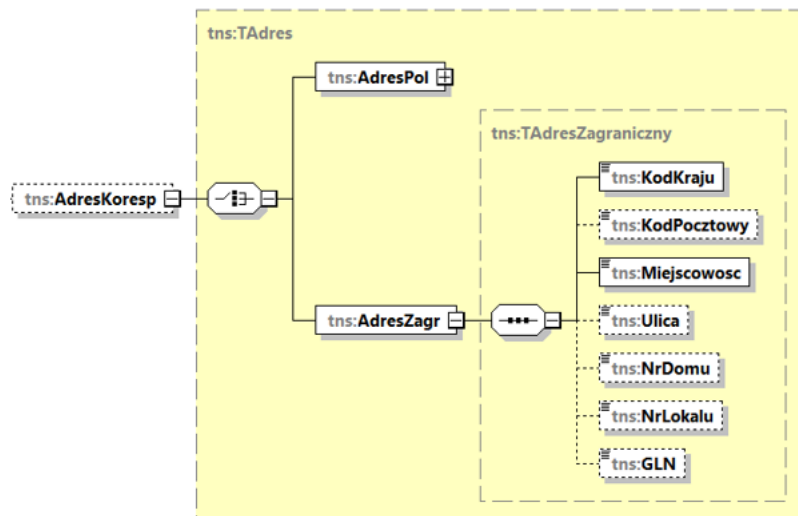 tns:TAdres
tns:AdresPol
tns:TAdresZagraniczny
tns:KodKraju
tns:AdresKoresp
tns:KodPocztowy
tns:Miejscowosc
tns:AdresZagr
tns:Ulica
tns:NrDomu
tns:NrLokalu
tns:GLN